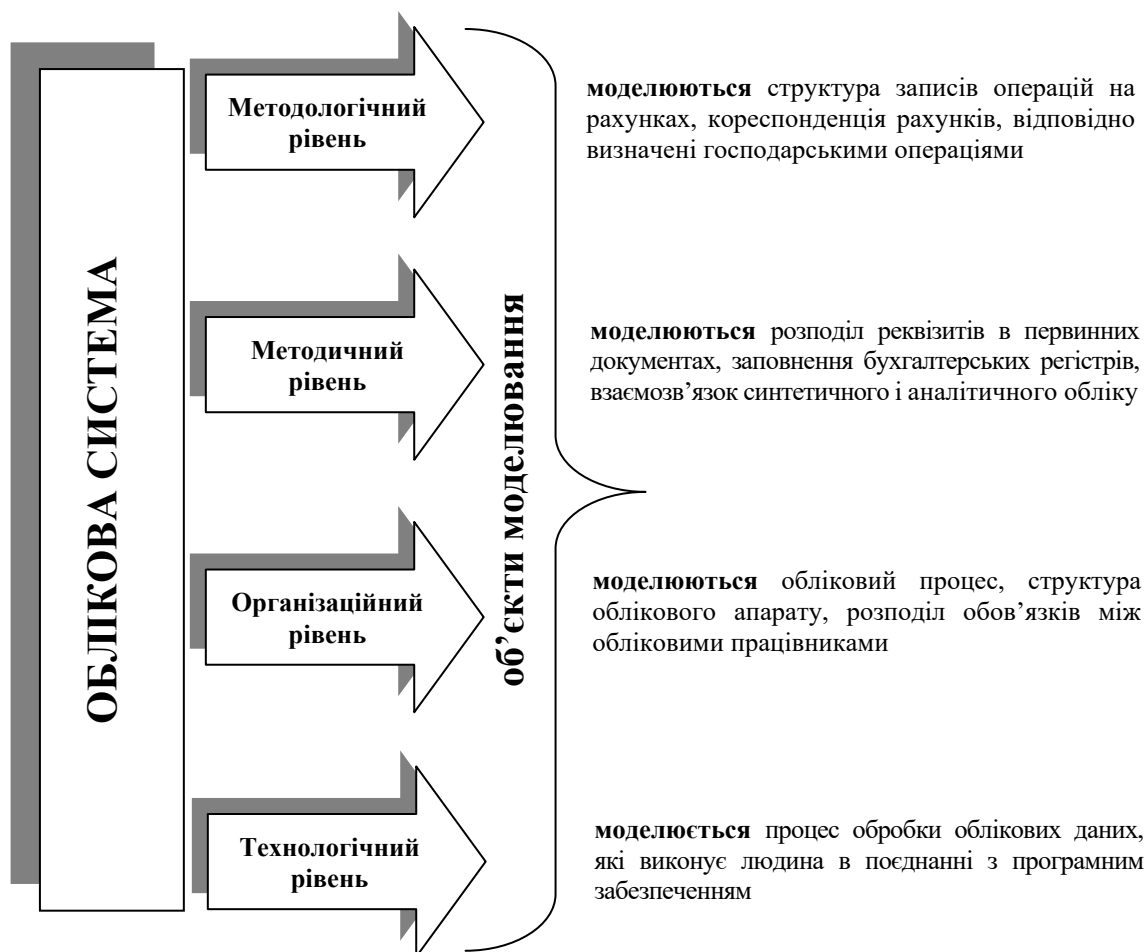 ОБЛІКОВА СИСТЕМА
Методологічний
рівень
моделюються структура записів операцій на
рахунках, кореспонденція рахунків, відповідно
визначені господарськими операціями
Методичний
рівень
об’єкти моделювання
моделюються розподіл реквізитів в первинних
документах, заповнення бухгалтерських регістрів,
взаємозв’язок синтетичного і аналітичного обліку
Організаційний
рівень
моделюються обліковий процес, структура
облікового апарату, розподіл обов’язків між
обліковими працівниками
Технологічний
рівень
моделюється процес обробки облікових даних,
які виконує людина в поєднанні з програмним
забезпеченням